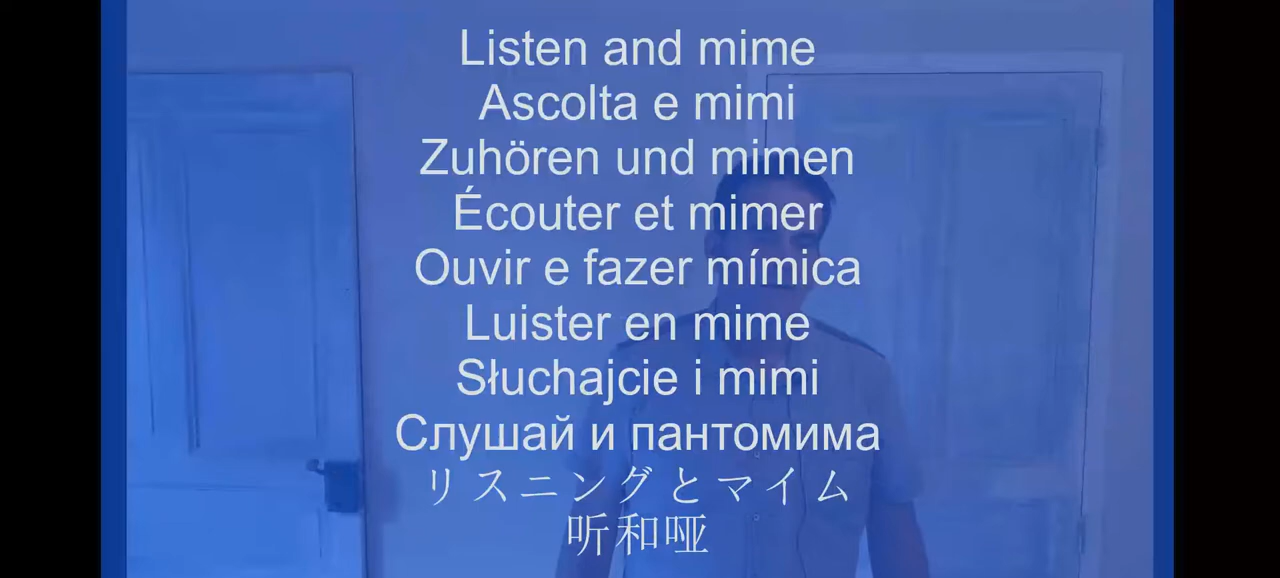 Listen and mime
Ascolta e mimi
Zuhören und mimen
Écouter et mimer
Ouvir e fazer mímica
Luister en mime
Słuchajcie i mimi
Слушай и пантомима
リスニングとマイム
听和哑